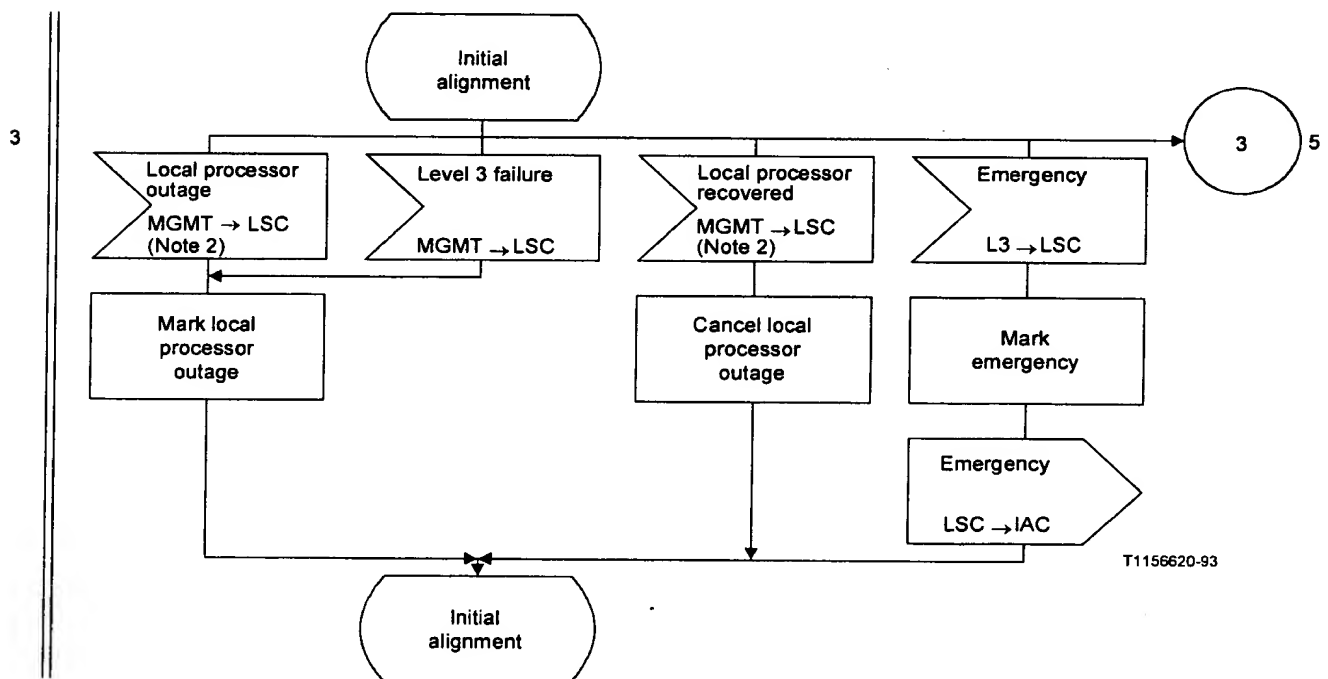 Initial
alignment
3
3
5
Local processor
outage
MGMT → LSC
(Note 2)
Level 3 failure
MGMT → LSC
Local processor
recovered
MGMT → LSC
(Note 2)
Emergency
L3 → LSC
Mark local
processor
outage
Cancel local
processor
outage
Mark
emergency
Emergency
LSC → IAC
T1156620-93
Initial
alignment